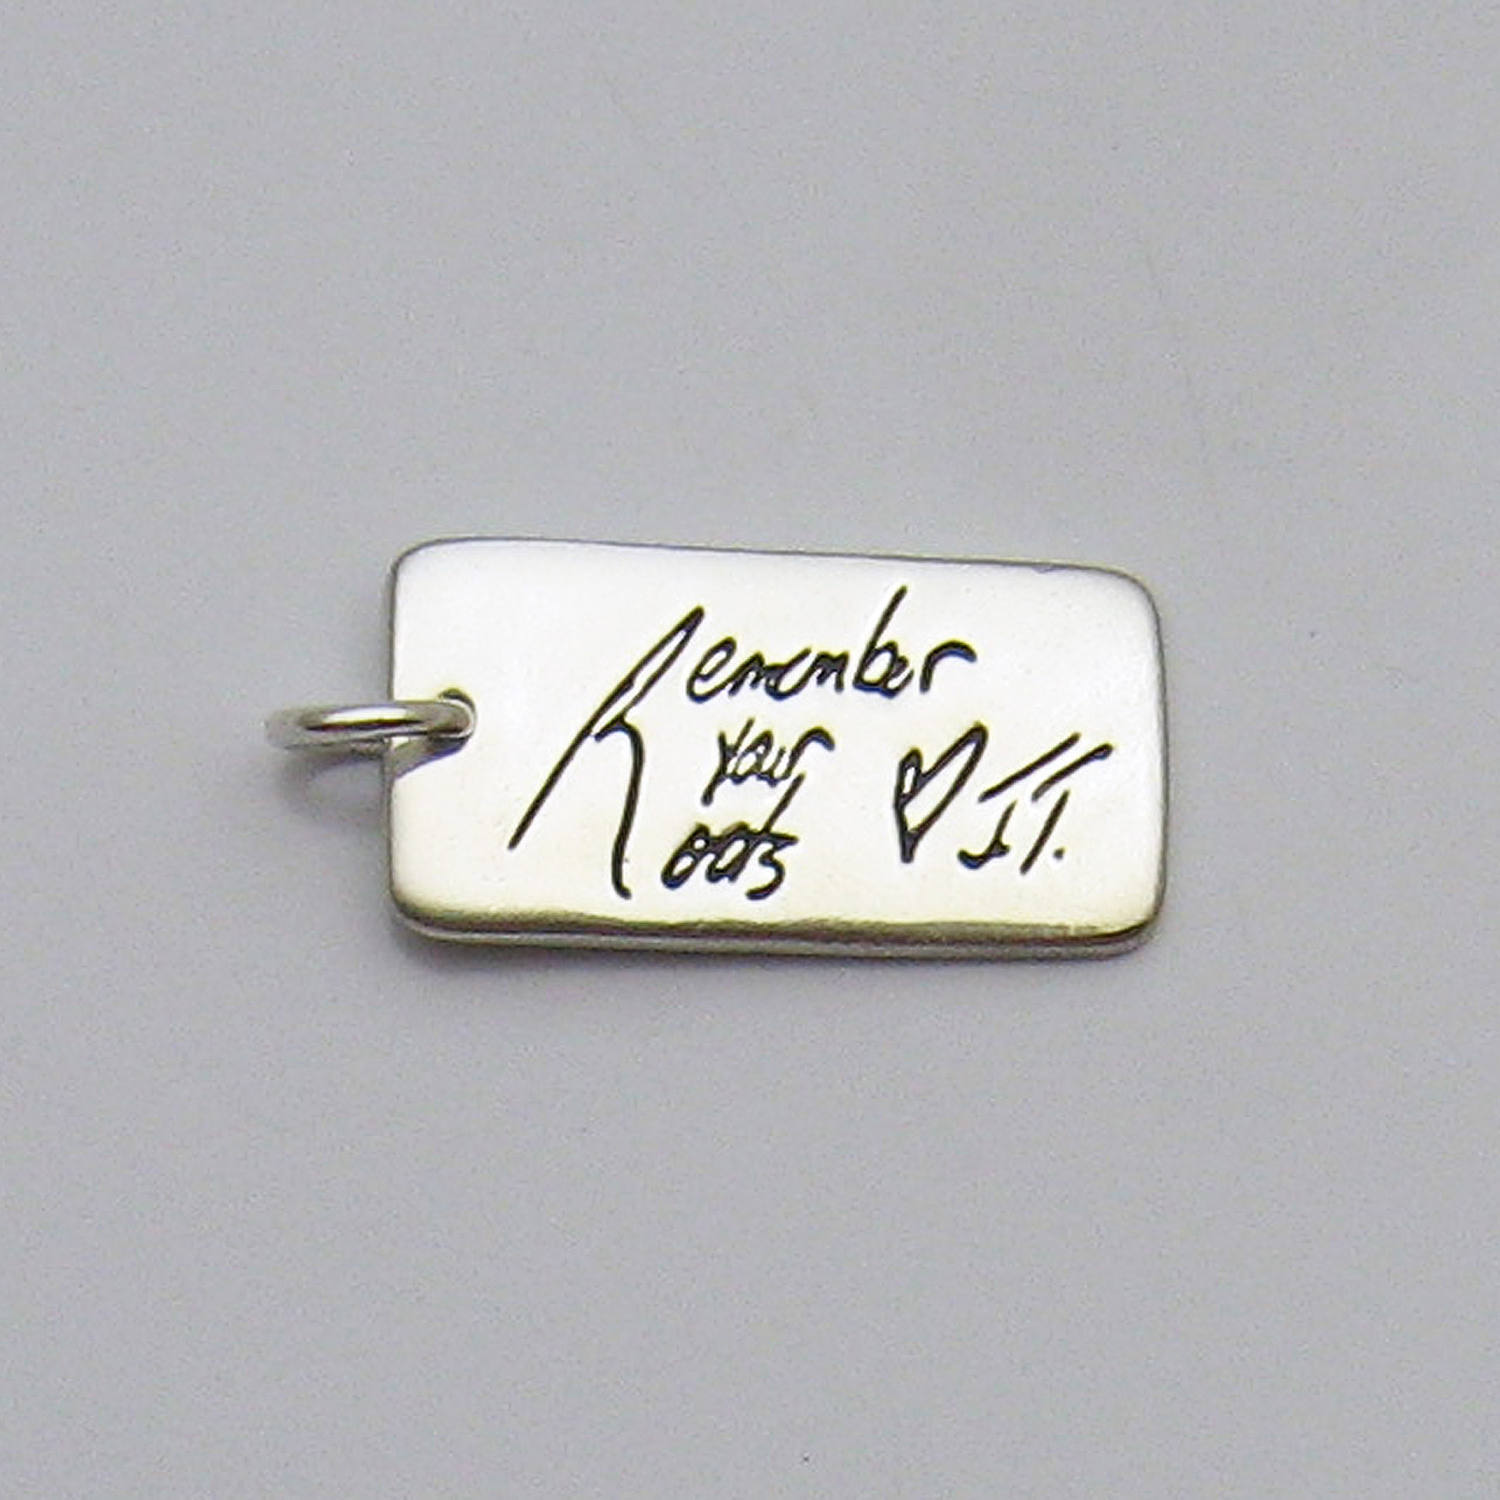 Remember
your
Roots ♡ J.T.